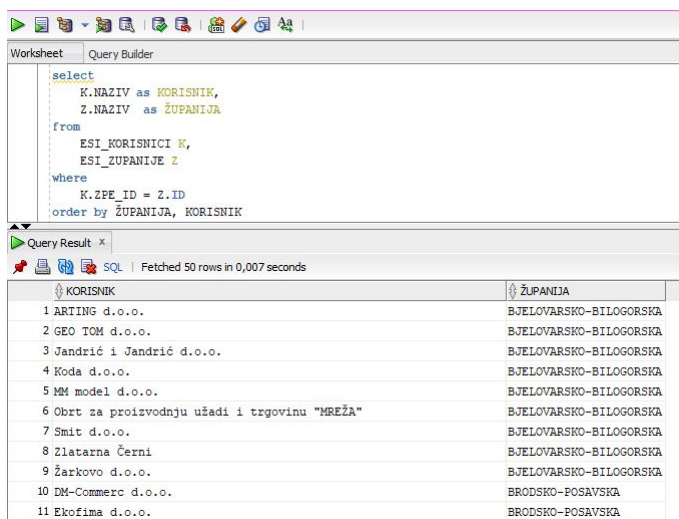 Worksheet Query Builder
select
K.NAZIV as KORISNIK,
Z.NAZIV as ŽUPANIJA
from
ESI_KORISNICI K,
ESI_ZUPANIJE Z
where
K.ZPE_ID = Z.ID
order by ŽUPANIJA, KORISNIK
Query Result x
SQL | Fetched 50 rows in 0,007 seconds
KORISNIK ŽUPANIJA
1 ARTING d.o.o. BJELOVARSKO-BILOGORSKA
2 GEO TOM d.o.o. BJELOVARSKO-BILOGORSKA
3 Jandrić i Jandrić d.o.o. BJELOVARSKO-BILOGORSKA
4 Koda d.o.o. BJELOVARSKO-BILOGORSKA
5 MM model d.o.o. BJELOVARSKO-BILOGORSKA
6 Obrt za proizvodnju užadi i trgovinu "MREŽA" BJELOVARSKO-BILOGORSKA
7 Smit d.o.o. BJELOVARSKO-BILOGORSKA
8 Zlatarna Černi BJELOVARSKO-BILOGORSKA
9 Žarkovo d.o.o. BJELOVARSKO-BILOGORSKA
10 DM-Commerc d.o.o. BRODSKO-POSAVSKA
11 Ekofima d.o.o. BRODSKO-POSAVSKA